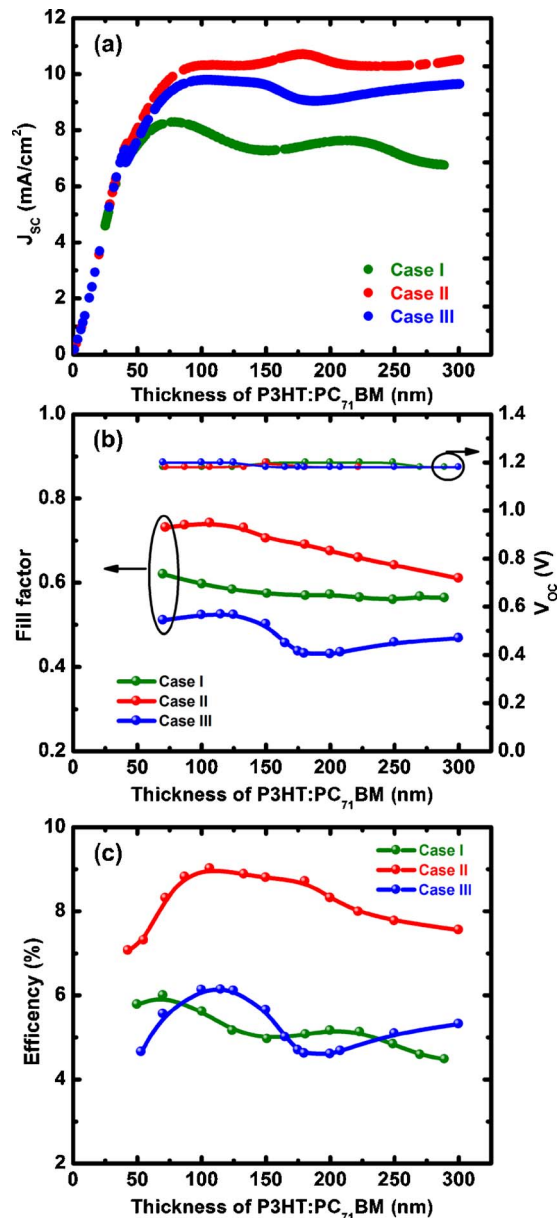 (a)
12
10
8
6
4
2
0
J_SC (mA/cm²)
Case I
Case II
Case III
0 50 100 150 200 250 300
Thickness of P3HT:PC₇₁BM (nm)
(b)
1.0
0.8
0.6
0.4
0.2
Fill factor
1.4
1.2
1.0
0.8
0.6
0.4
0.2
0.0
V_OC (V)
Case I
Case II
Case III
0 50 100 150 200 250 300
Thickness of P3HT:PC₇₁BM (nm)
(c)
10
8
6
4
2
Efficency (%)
Case I
Case II
Case III
0 50 100 150 200 250 300
Thickness of P3HT:PC₇₁BM (nm)